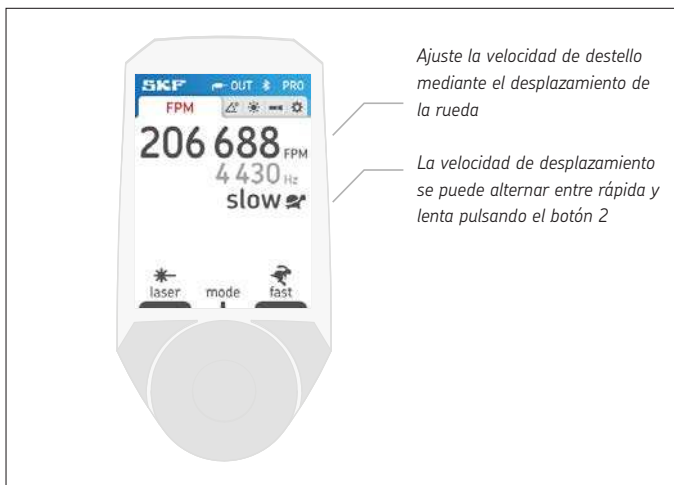 SKF OUT PRO
FPM
206 688 FPM
4 430 Hz
slow
laser mode fast
Ajuste la velocidad de destello
mediante el desplazamiento de
la rueda
La velocidad de desplazamiento
se puede alternar entre rápida y
lenta pulsando el botón 2